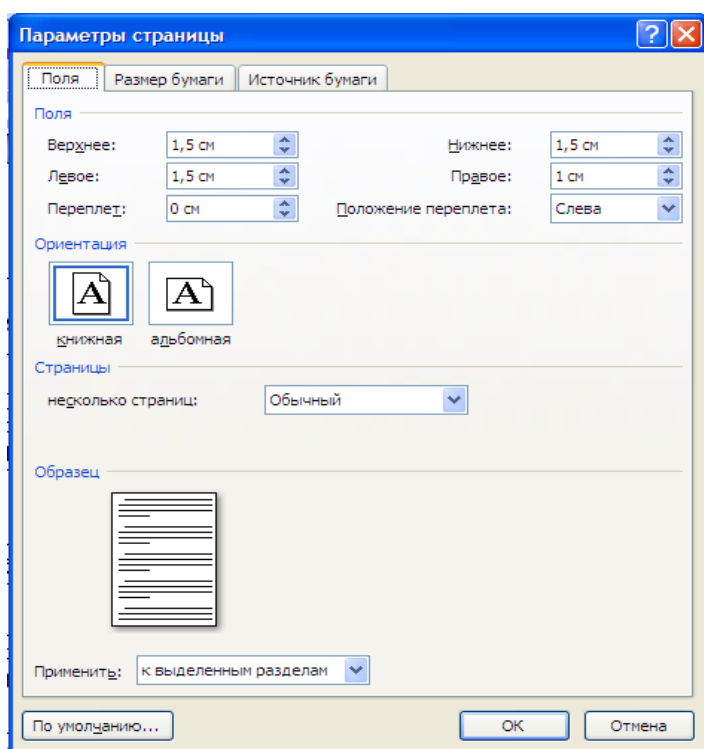 Параметры страницы
Поля Размер бумаги Источник бумаги
Поля
Верхнее: 1,5 см Нижнее: 1,5 см
Левое: 1,5 см Правое: 1 см
Переплет: 0 см Положение переплета: Слева
Ориентация
A A
книжная альбомная
Страницы
несколько страниц: Обычный
Образец
Применить: к выделенным разделам
По умолчанию... ОК Отмена